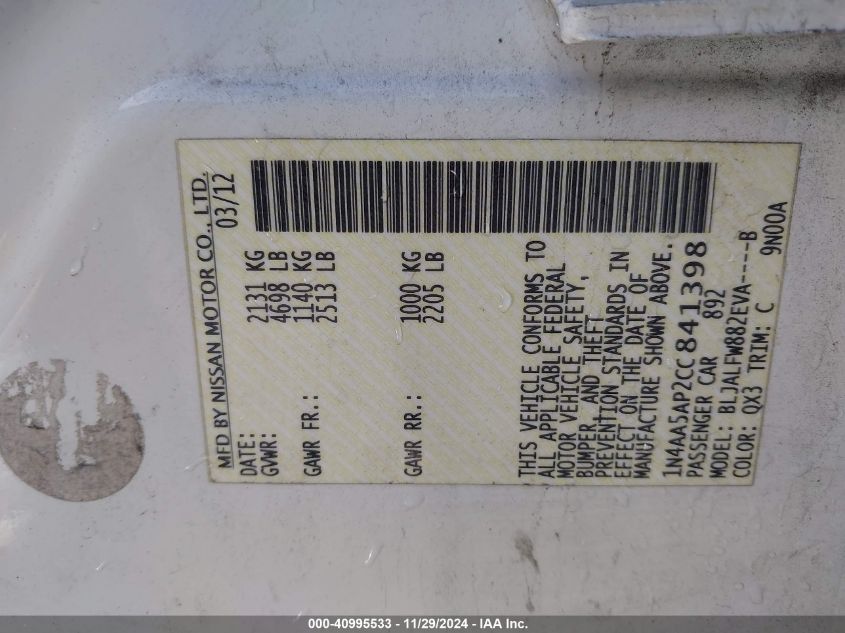 MFD BY NISSAN MOTOR CO., LTD.
DATE: 03/12
GVWR: 2131 KG
4698 LB
GAWR FR.: 1140 KG
2513 LB
GAWR RR.: 1000 KG
2205 LB
THIS VEHICLE CONFORMS TO
ALL APPLICABLE FEDERAL
MOTOR VEHICLE SAFETY,
BUMPER, AND THEFT
PREVENTION STANDARDS IN
EFFECT ON THE DATE OF
MANUFACTURE SHOWN ABOVE.
1N4AA5AP2CC841398
PASSENGER CAR 892
MODEL: BLJALFW882EVA----B
COLOR: QX3 TRIM: C 9N00A
000-40995533 - 11/29/2024 - IAA Inc.